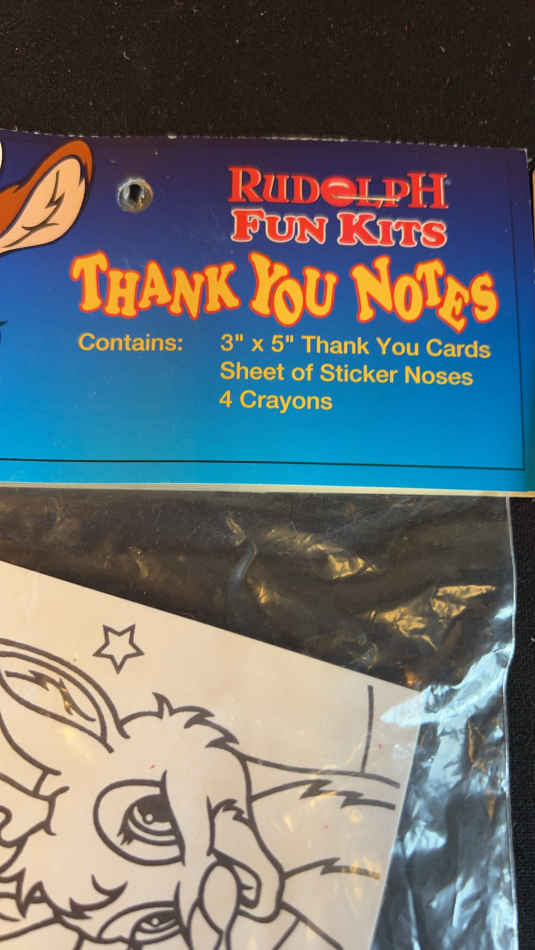 RUDOLPH®
FUN KITS
THANK YOU NOTES
Contains: 3" x 5" Thank You Cards
Sheet of Sticker Noses
4 Crayons